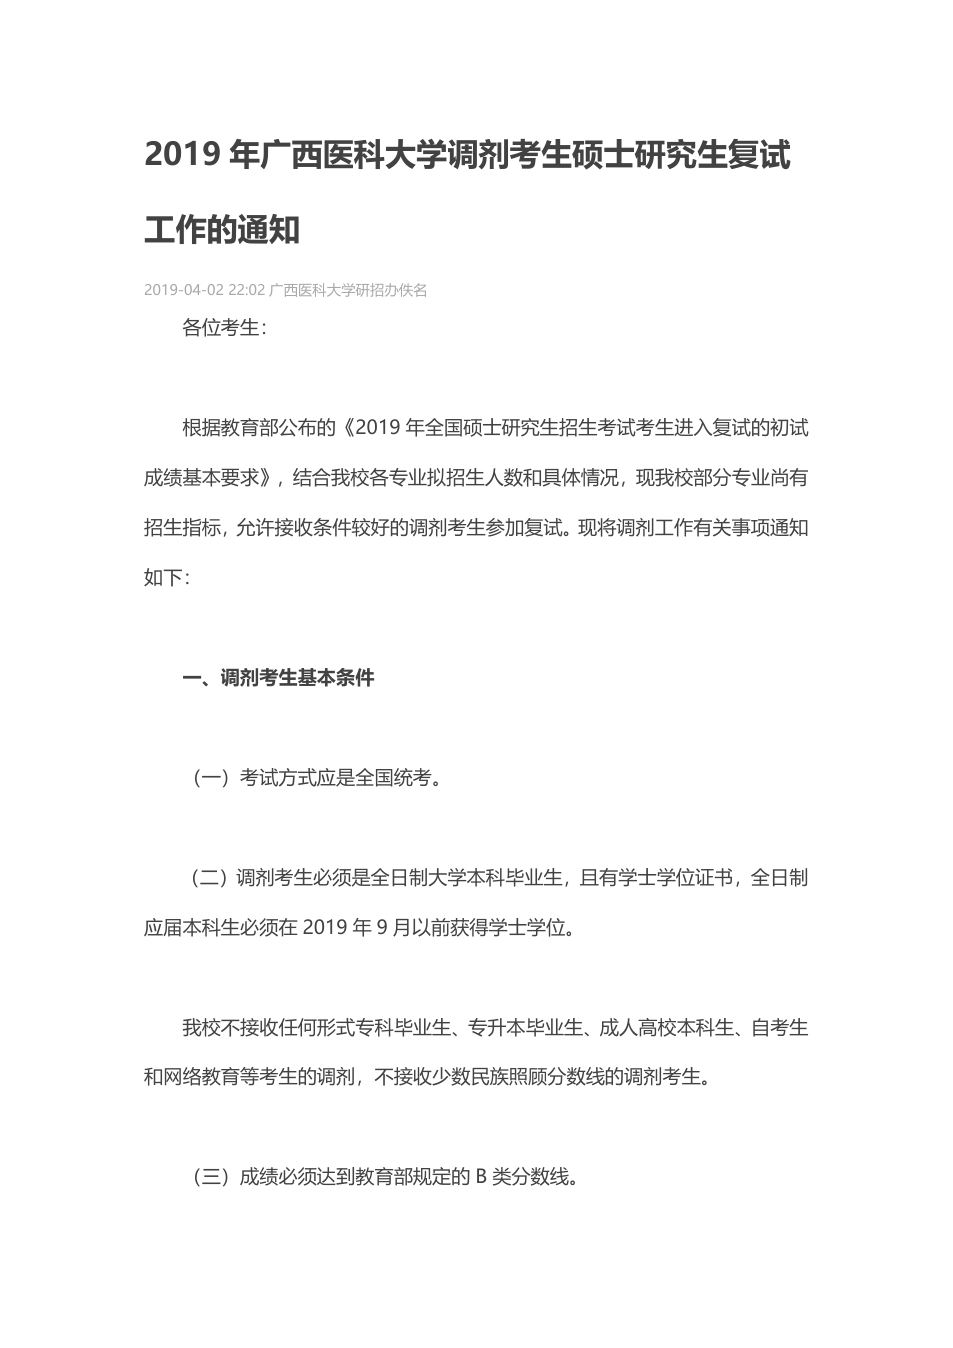 2019 年广西医科大学调剂考生硕士研究生复试
工作的通知
2019-04-02 22:02 广西医科大学研招办佚名
各位考生：
根据教育部公布的《2019 年全国硕士研究生招生考试考生进入复试的初试
成绩基本要求》，结合我校各专业拟招生人数和具体情况，现我校部分专业尚有
招生指标，允许接收条件较好的调剂考生参加复试。现将调剂工作有关事项通知
如下：
一、调剂考生基本条件
（一）考试方式应是全国统考。
（二）调剂考生必须是全日制大学本科毕业生，且有学士学位证书，全日制
应届本科生必须在 2019 年 9 月以前获得学士学位。
我校不接收任何形式专科毕业生、专升本毕业生、成人高校本科生、自考生
和网络教育等考生的调剂，不接收少数民族照顾分数线的调剂考生。
（三）成绩必须达到教育部规定的 B 类分数线。